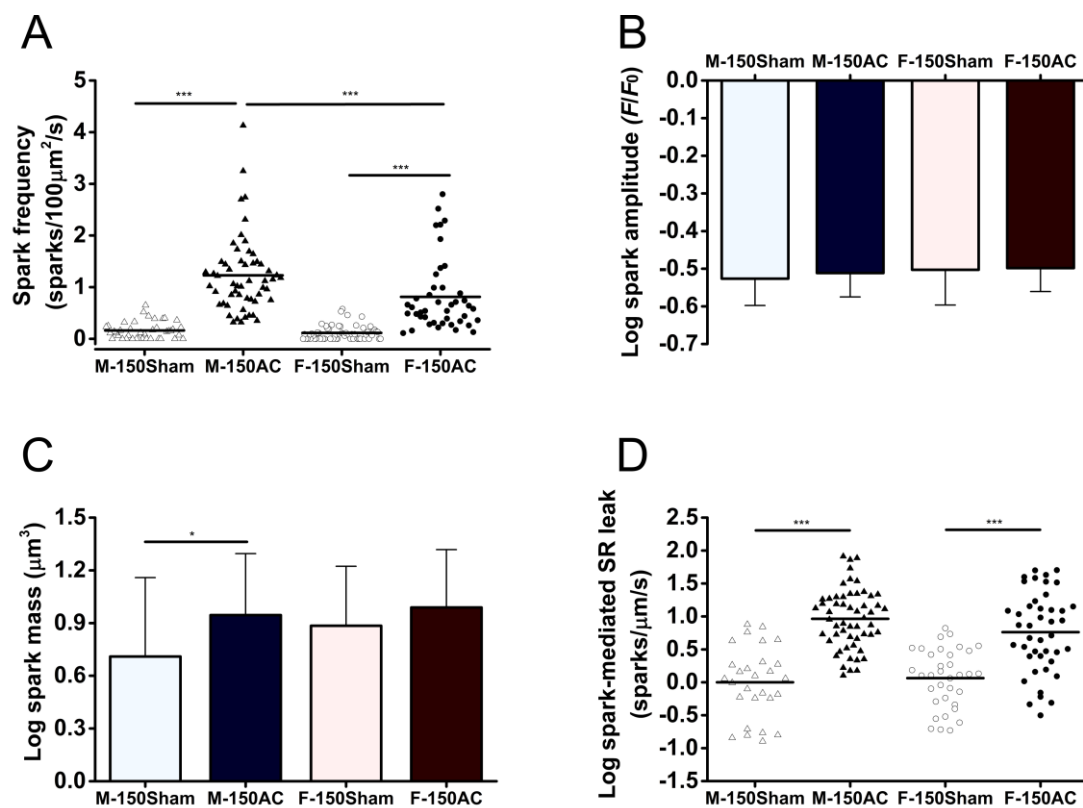 A
Spark frequency
(sparks/100μm²/s)
5
4
3
2
1
0
***
***
***
M-150Sham M-150AC F-150Sham F-150AC
B
M-150Sham M-150AC F-150Sham F-150AC
Log spark amplitude (F/F₀)
0.0
-0.1
-0.2
-0.3
-0.4
-0.5
-0.6
-0.7
C
Log spark mass (μm³)
1.5
1.2
0.9
0.6
0.3
0.0
*
M-150Sham M-150AC F-150Sham F-150AC
D
Log spark-mediated SR leak
(sparks/μm/s)
2.5
2.0
1.5
1.0
0.5
0.0
-0.5
-1.0
-1.5
***
***
M-150Sham M-150AC F-150Sham F-150AC